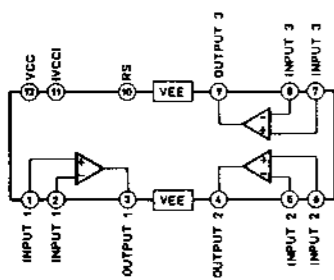 VCC
IVCCI
RS
OUTPUT 3
INPUT 3
INPUT 3
12
11
10
VEE
9
8
7
-
+
+
-
-
+
1
2
3
VEE
4
5
6
INPUT 1
INPUT 1
OUTPUT 1
OUTPUT 2
INPUT 2
INPUT 2